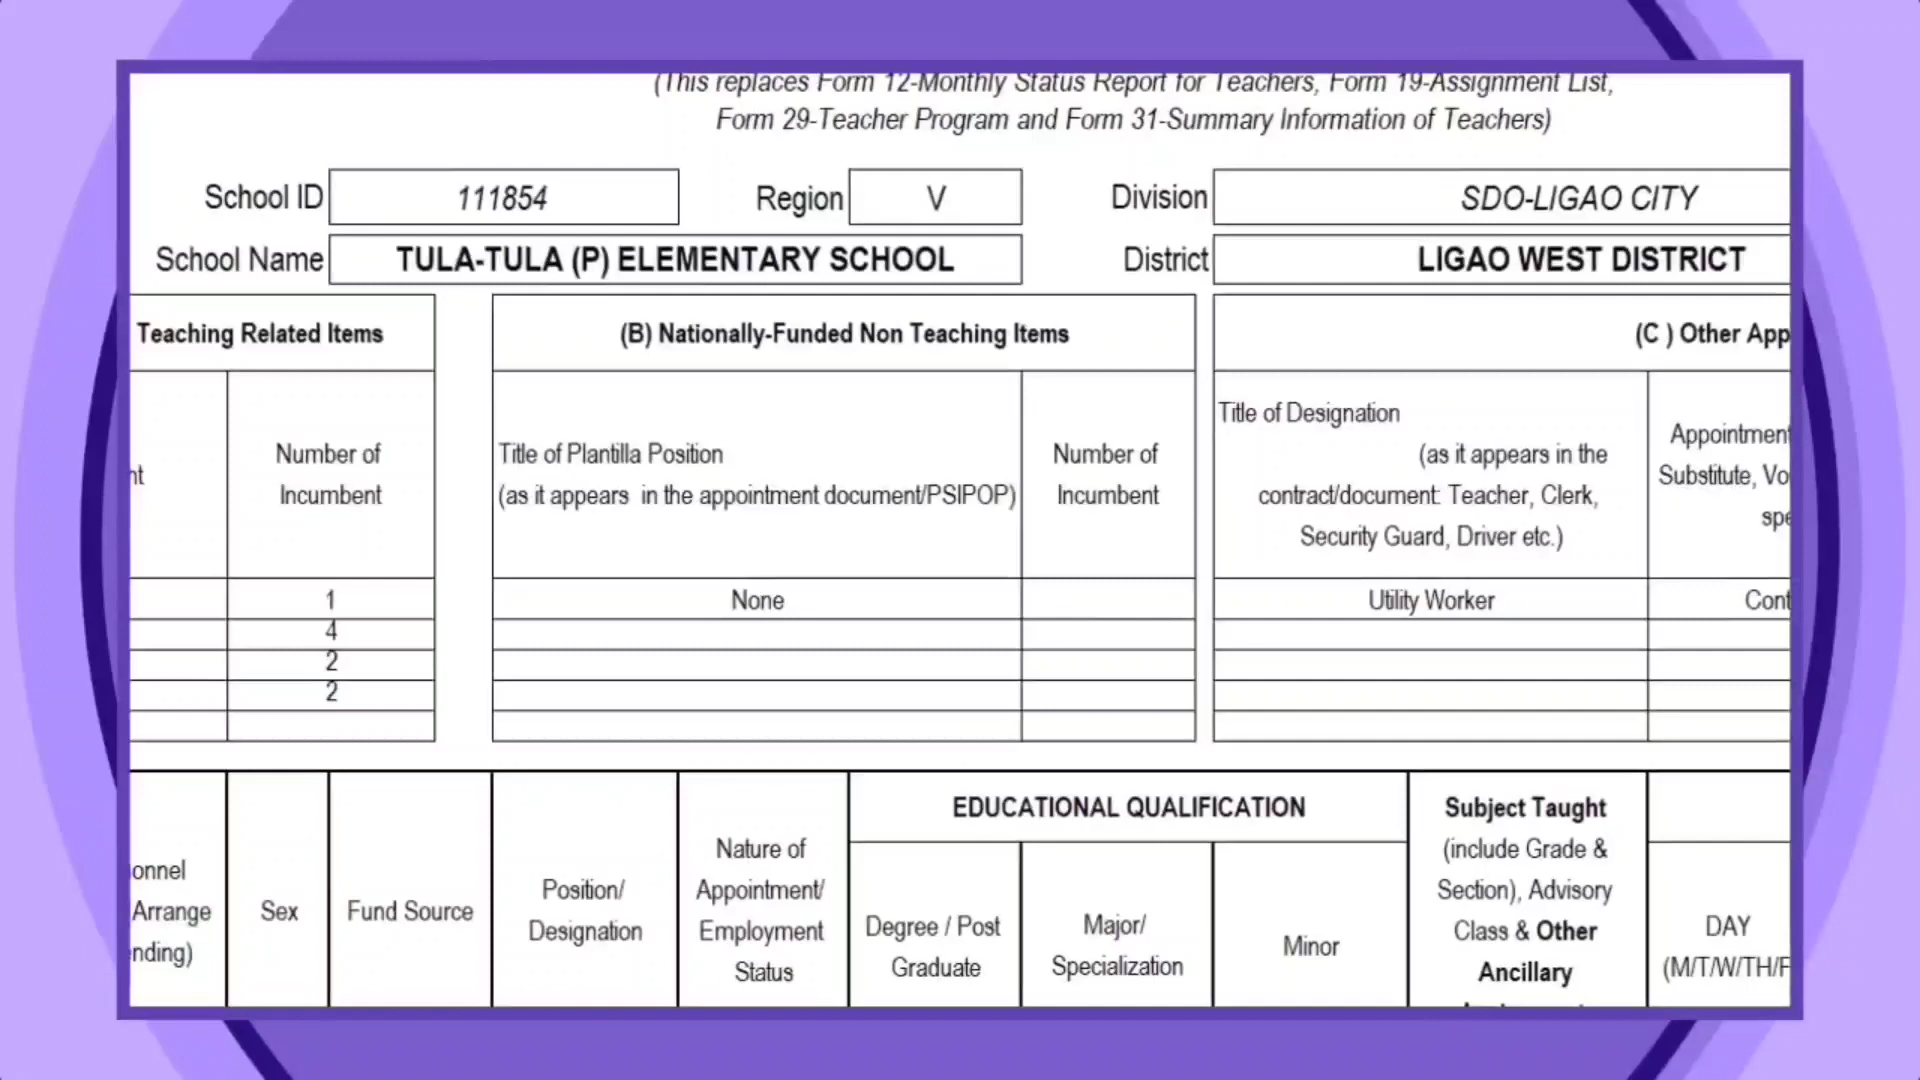 (This replaces Form 12-Monthly Status Report for Teachers, Form 19-Assignment List,
Form 29-Teacher Program and Form 31-Summary Information of Teachers)
School ID 111854 Region V Division SDO-LIGAO CITY
School Name TULA-TULA (P) ELEMENTARY SCHOOL District LIGAO WEST DISTRICT
Teaching Related Items (B) Nationally-Funded Non Teaching Items (C ) Other App
Number of
Incumbent
Title of Plantilla Position
(as it appears in the appointment document/PSIPOP)
Number of
Incumbent
Title of Designation
(as it appears in the
contract/document: Teacher, Clerk,
Security Guard, Driver etc.)
Appointment
Substitute, Vo
spe
nt
1 None Utility Worker Cont
4
2
2
onnel
Arrange
nding)
Sex
Fund Source
Position/
Designation
Nature of
Appointment/
Employment
Status
EDUCATIONAL QUALIFICATION
Degree / Post
Graduate
Major/
Specialization
Minor
Subject Taught
(include Grade &
Section), Advisory
Class & Other
Ancillary
DAY
(M/T/W/TH/F